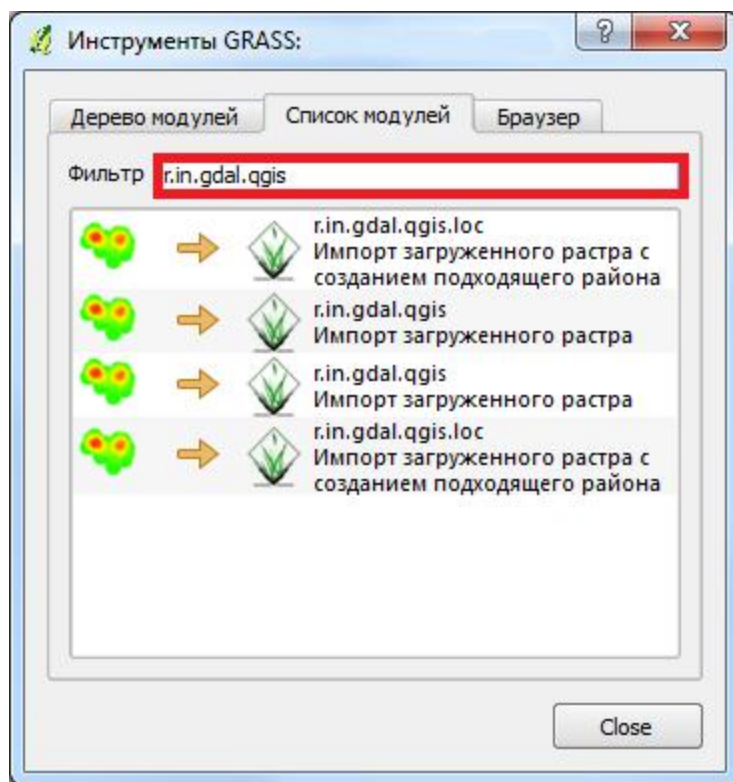 Инструменты GRASS:
Дерево модулей Список модулей Браузер
Фильтр r.in.gdal.qgis
r.in.gdal.qgis.loc
Импорт загруженного растра с
созданием подходящего района
r.in.gdal.qgis
Импорт загруженного растра
r.in.gdal.qgis
Импорт загруженного растра
r.in.gdal.qgis.loc
Импорт загруженного растра с
созданием подходящего района
Close